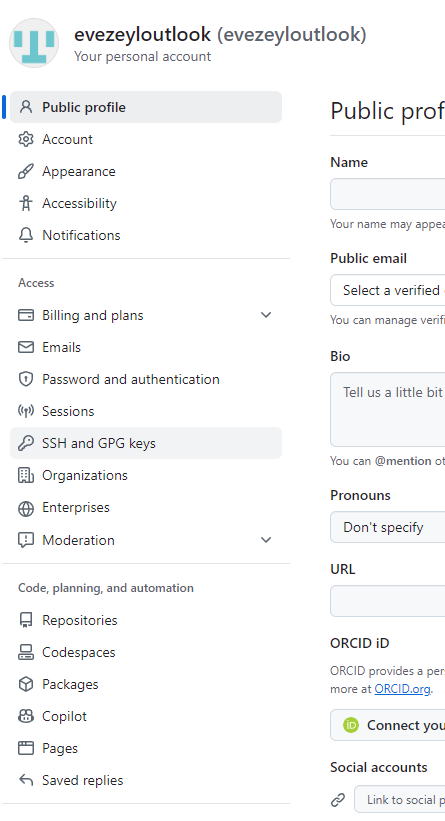 evezeyloutlook (evezeyloutlook)
Your personal account
Public profile
Account
Appearance
Accessibility
Notifications
Access
Billing and plans
Emails
Password and authentication
Sessions
SSH and GPG keys
Organizations
Enterprises
Moderation
Code, planning, and automation
Repositories
Codespaces
Packages
Copilot
Pages
Saved replies
Public prof
Name
Your name may appea
Public email
Select a verified
You can manage verifi
Bio
Tell us a little bit
You can @mention ot
Pronouns
Don't specify
URL
ORCID iD
ORCID provides a per
more at ORCID.org.
iD Connect you
Social accounts
Link to social p